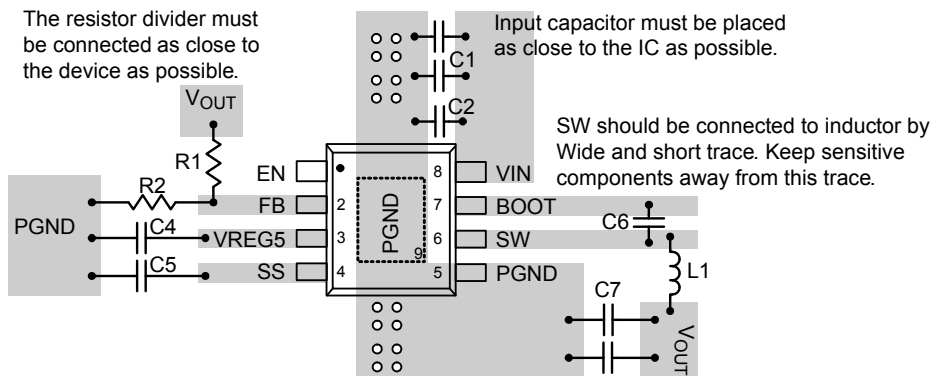 The resistor divider must
be connected as close to
the device as possible.
Input capacitor must be placed
as close to the IC as possible.
C1
C2
VOUT
R1
SW should be connected to inductor by
Wide and short trace. Keep sensitive
components away from this trace.
EN
8 VIN
R2
FB 2
7 BOOT
PGND
C4
VREG5 3
PGND
9
6 SW
C6
C5
SS 4
5 PGND
L1
C7
VOUT